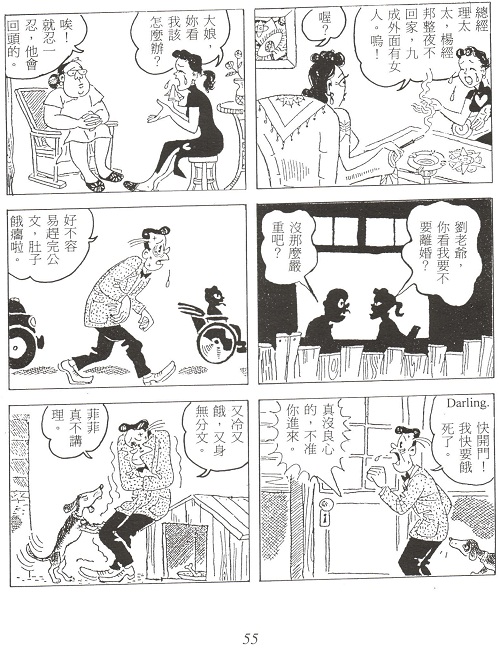 總經
理太
太，楊經
邦整夜不
回家，九
成外面有女
人。嗚！
喔？
大娘，
妳看
我該
怎麼辦？
唉！
就忍一
忍，他會
回頭的。
劉老爺，
你看我要不
要離婚？
沒那麼嚴
重吧？
好不容
易趕完公
文，肚子
餓癟啦。
Darling.
快開門！
我快要餓
死了。
真沒良心
的，不准
你進來。
又冷又
餓，又身
無分文。
菲菲
真不講
理。
55